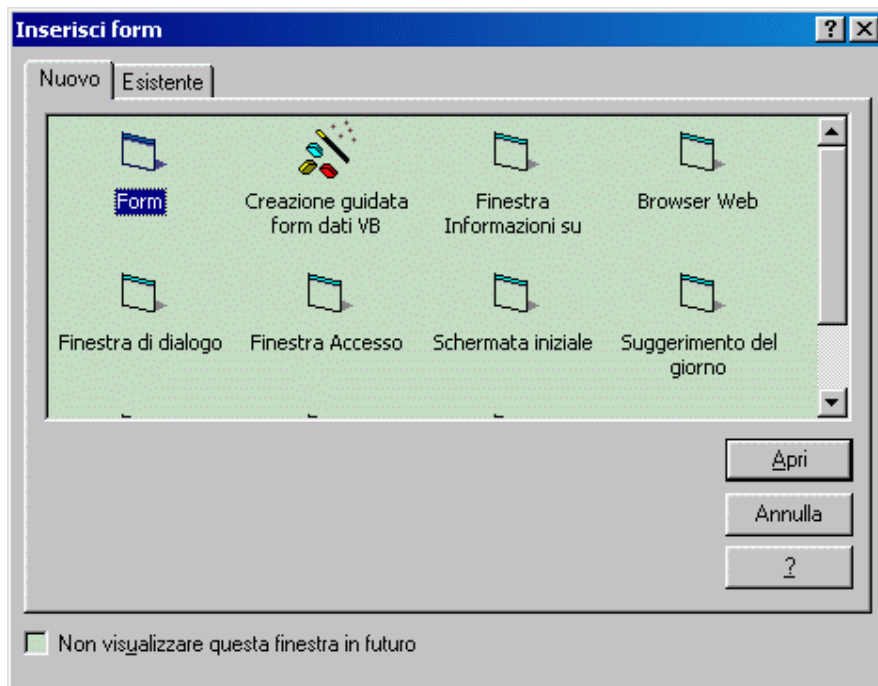 Inserisci form
Nuovo
Esistente
Form
Creazione guidata
form dati VB
Finestra
Informazioni su
Browser Web
Finestra di dialogo
Finestra Accesso
Schermata iniziale
Suggerimento del
giorno
Apri
Annulla
?
Non visualizzare questa finestra in futuro